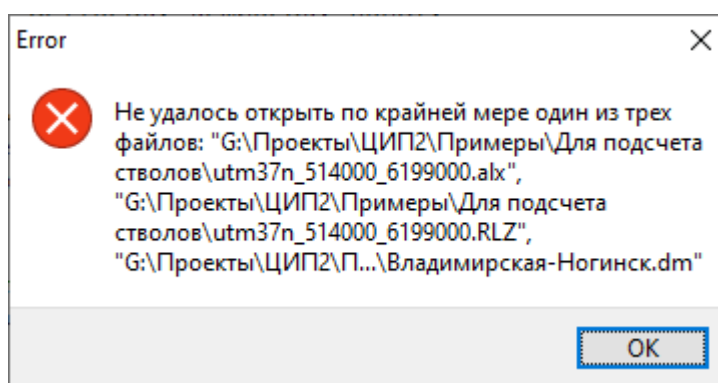 Error
Не удалось открыть по крайней мере один из трех
файлов: "G:\Проекты\ЦИП2\Примеры\Для подсчета
стволов\utm37n_514000_6199000.alx",
"G:\Проекты\ЦИП2\Примеры\Для подсчета
стволов\utm37n_514000_6199000.RLZ",
"G:\Проекты\ЦИП2\П...\Владимирская-Ногинск.dm"
OK